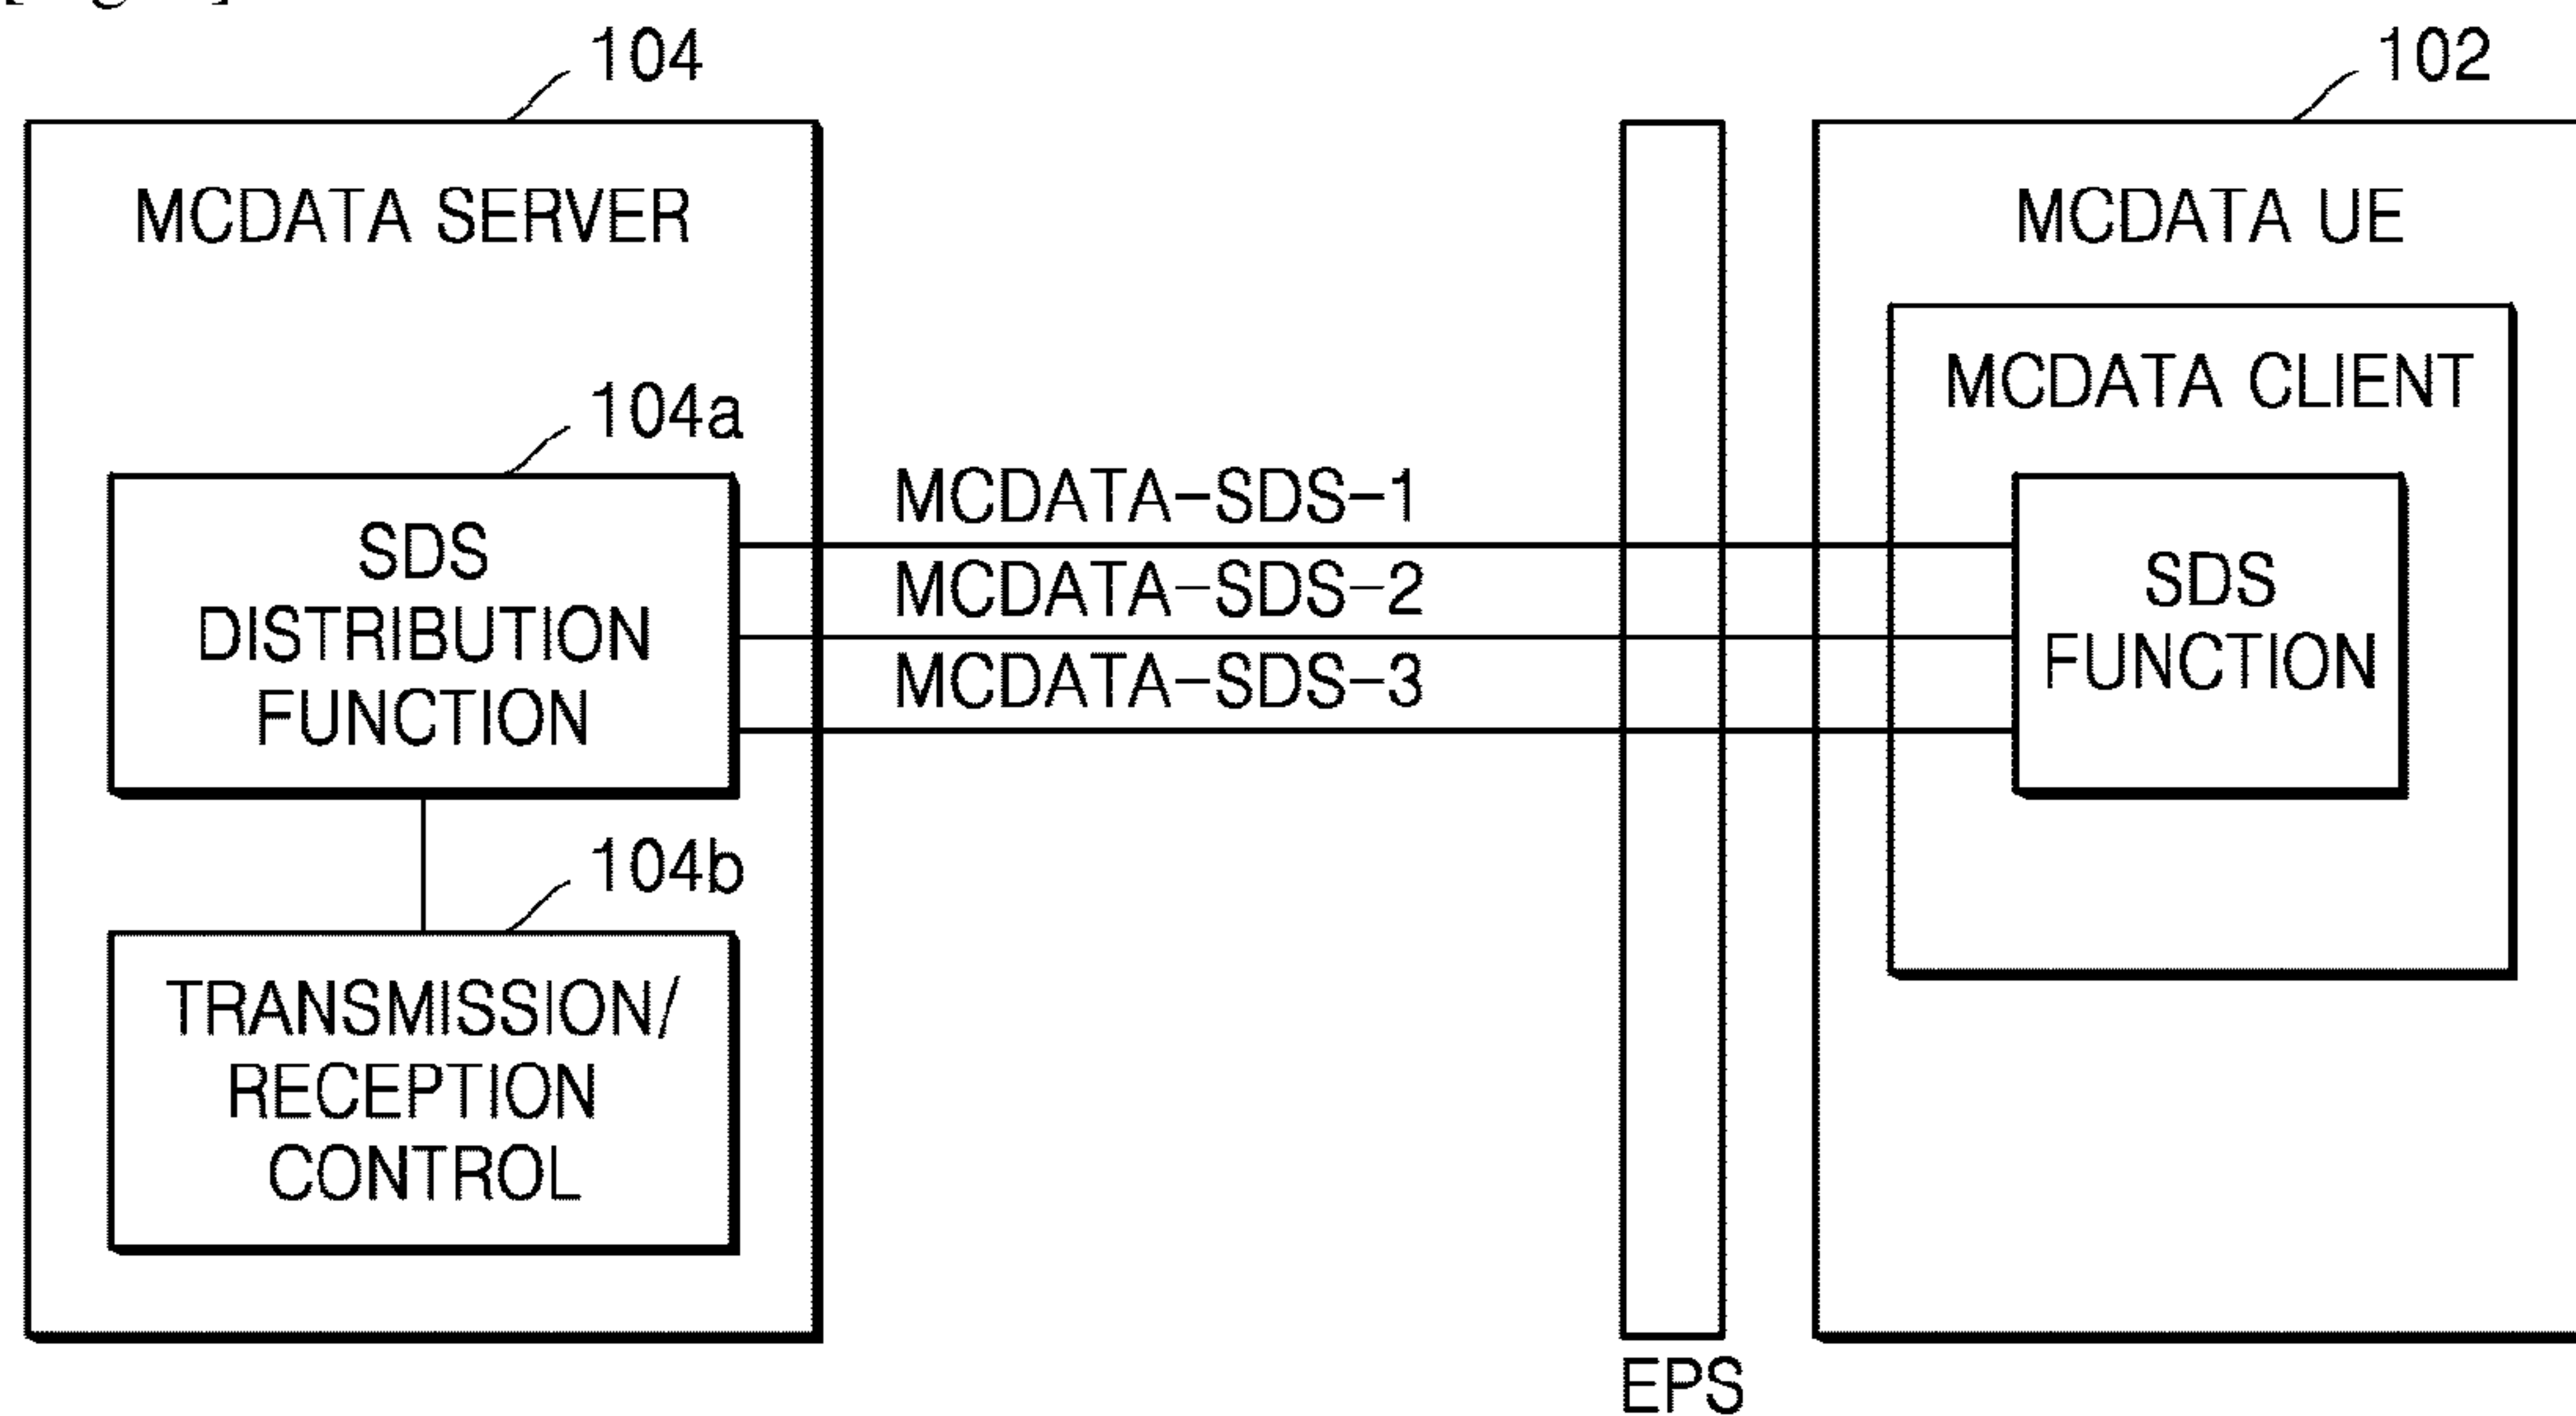 104
102
MCDATA SERVER
MCDATA UE
MCDATA CLIENT
104a
SDS
DISTRIBUTION
FUNCTION
MCDATA-SDS-1
MCDATA-SDS-2
MCDATA-SDS-3
SDS
FUNCTION
104b
TRANSMISSION/
RECEPTION
CONTROL
EPS